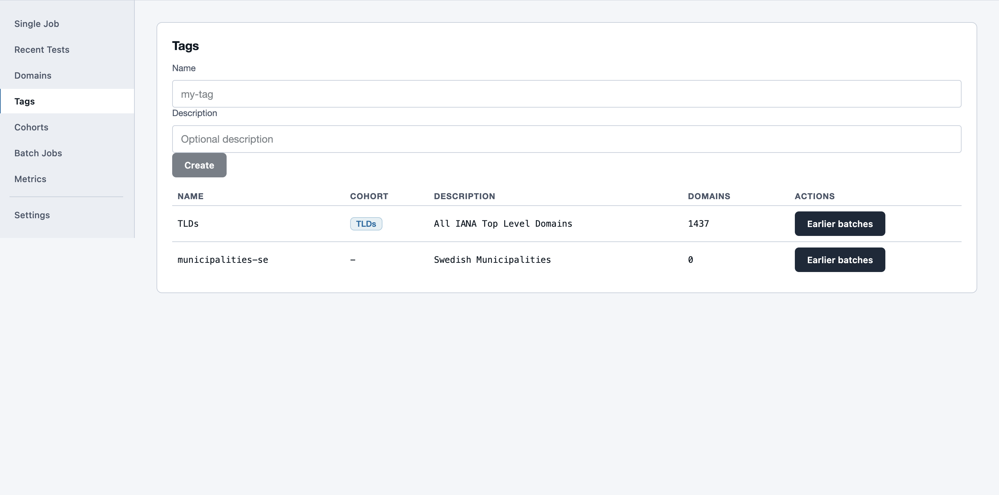 Single Job
Recent Tests
Domains
Tags
Cohorts
Batch Jobs
Metrics
Settings
Tags
Name
my-tag
Description
Optional description
Create
NAME COHORT DESCRIPTION DOMAINS ACTIONS
TLDs TLDs All IANA Top Level Domains 1437 Earlier batches
municipalities-se – Swedish Municipalities 0 Earlier batches